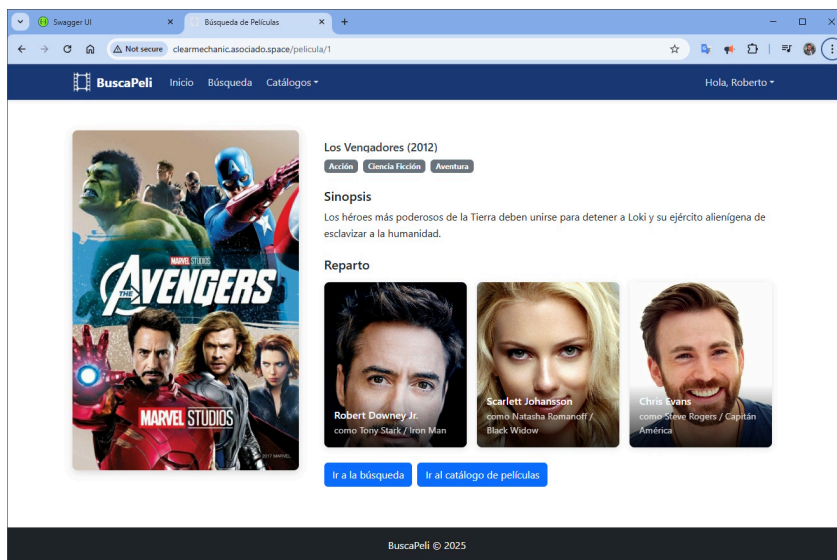 Swagger UI
Búsqueda de Películas
Not secure
clearmechanic.asociado.space/pelicula/1
BuscaPeli
Inicio
Búsqueda
Catálogos
Hola, Roberto
MARVEL STUDIOS
THE AVENGERS
MARVEL STUDIOS
2017 MARVEL
Los Vengadores (2012)
Acción
Ciencia Ficción
Aventura
Sinopsis
Los héroes más poderosos de la Tierra deben unirse para detener a Loki y su ejército alienígena de
esclavizar a la humanidad.
Reparto
Robert Downey Jr.
como Tony Stark / Iron Man
Scarlett Johansson
como Natasha Romanoff /
Black Widow
Chris Evans
como Steve Rogers / Capitán
América
Ir a la búsqueda
Ir al catálogo de películas
BuscaPeli © 2025